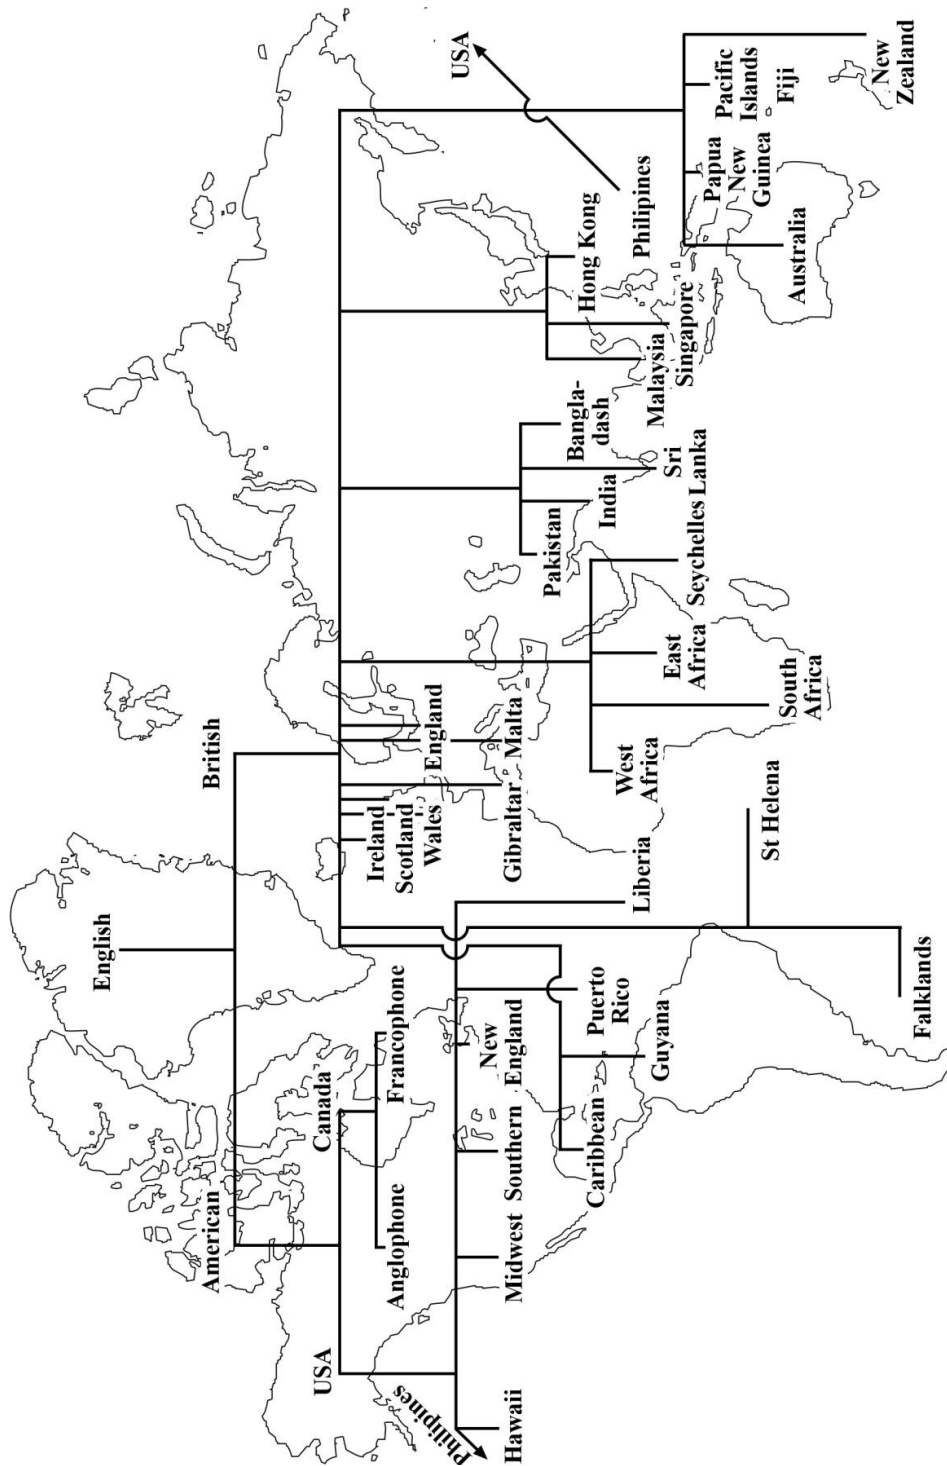 English
American
British
USA
Canada
Anglophone
Francophone
Philipines
Hawaii
Midwest
Southern
New
England
Puerto
Rico
Liberia
Caribbean
Guyana
Falklands
St Helena
Ireland
Scotland
Wales
England
Gibraltar
Malta
West
Africa
South
Africa
East
Africa
Seychelles
Pakistan
India
Bangla-
dash
Sri
Lanka
Malaysia
Singapore
Hong Kong
Philipines
USA
Australia
Papua
New
Guinea
Pacific
Islands
Fiji
New
Zealand